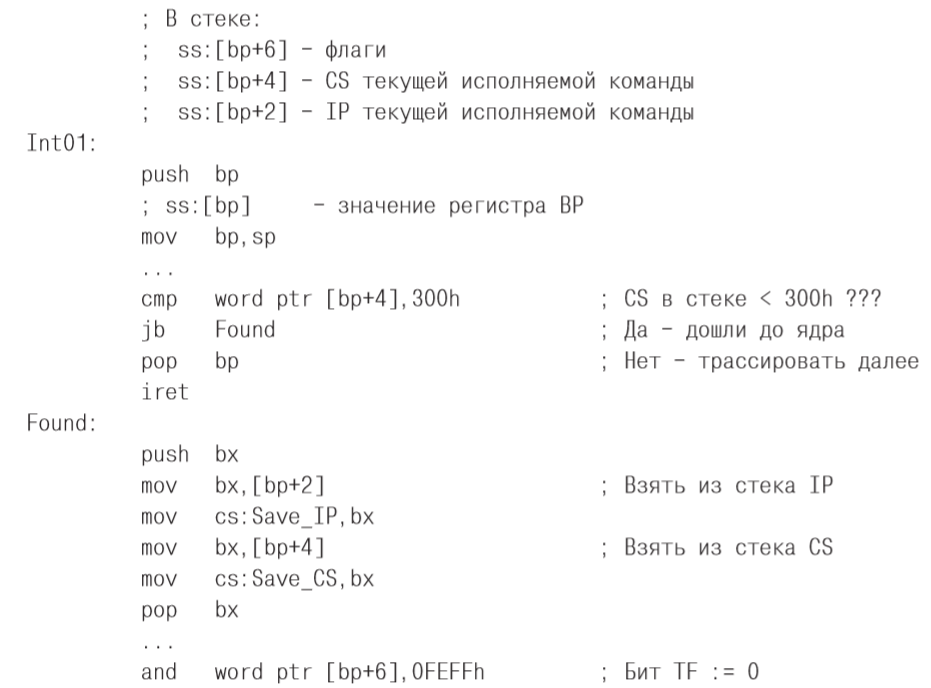 ; В стеке:
;  ss:[bp+6] – флаги
;  ss:[bp+4] – CS текущей исполняемой команды
;  ss:[bp+2] – IP текущей исполняемой команды
Int01:
push  bp
; ss:[bp]     – значение регистра BP
mov   bp,sp
...
cmp   word ptr [bp+4],300h         ; CS в стеке < 300h ???
jb    Found                        ; Да – дошли до ядра
pop   bp                           ; Нет – трассировать далее
iret
Found:
push  bx
mov   bx,[bp+2]                    ; Взять из стека IP
mov   cs:Save_IP,bx
mov   bx,[bp+4]                    ; Взять из стека CS
mov   cs:Save_CS,bx
pop   bx
...
and   word ptr [bp+6],0FEFFh       ; Бит TF := 0